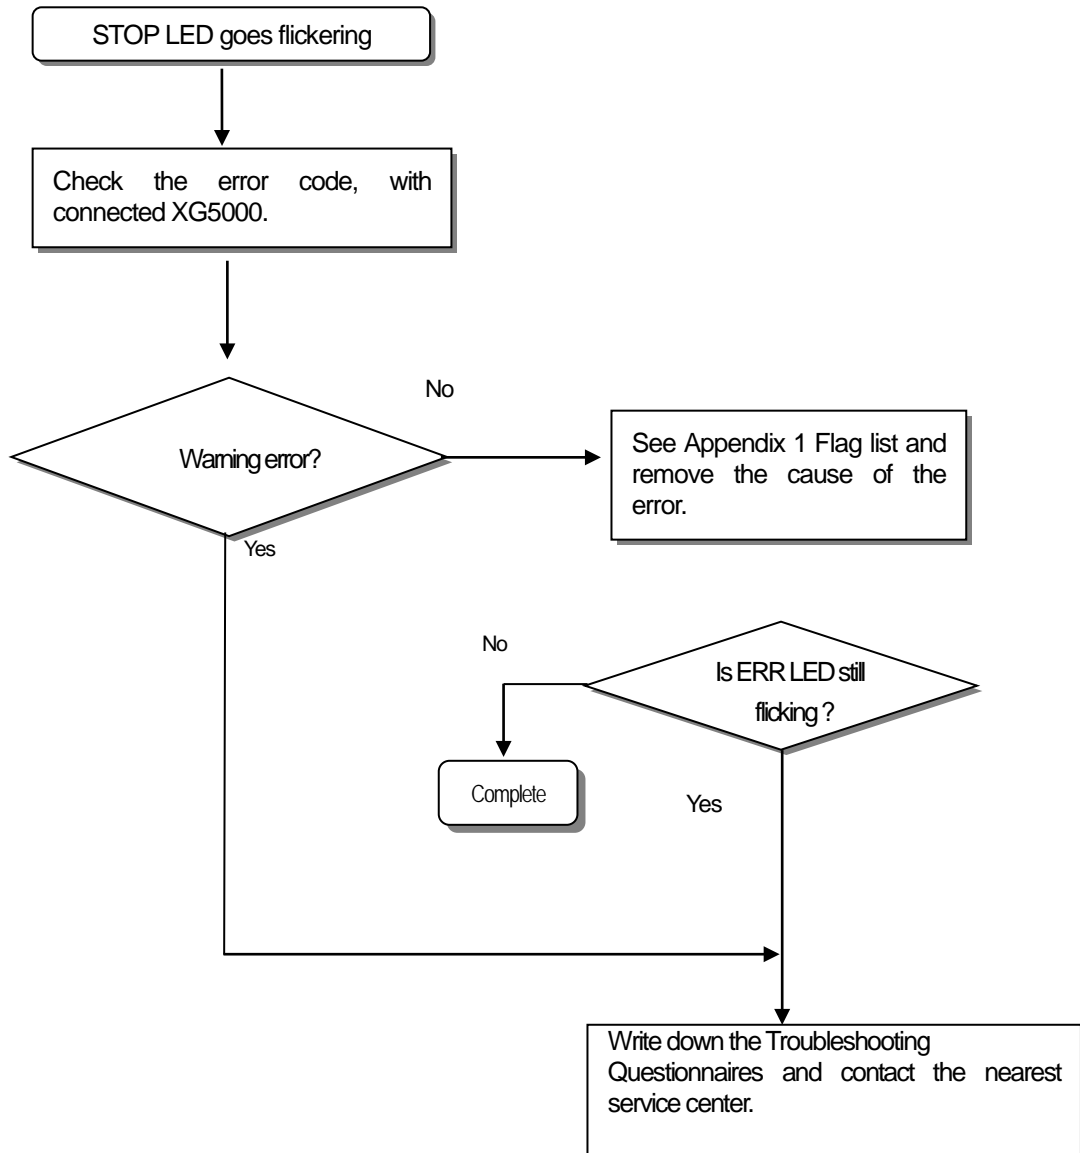 STOP LED goes flickering
Check the error code, with
connected XG5000.
No
Warning error?
See Appendix 1 Flag list and
remove the cause of the
error.
Yes
No
Is ERR LED still
flicking ?
Complete
Yes
Write down the Troubleshooting
Questionnaires and contact the nearest
service center.